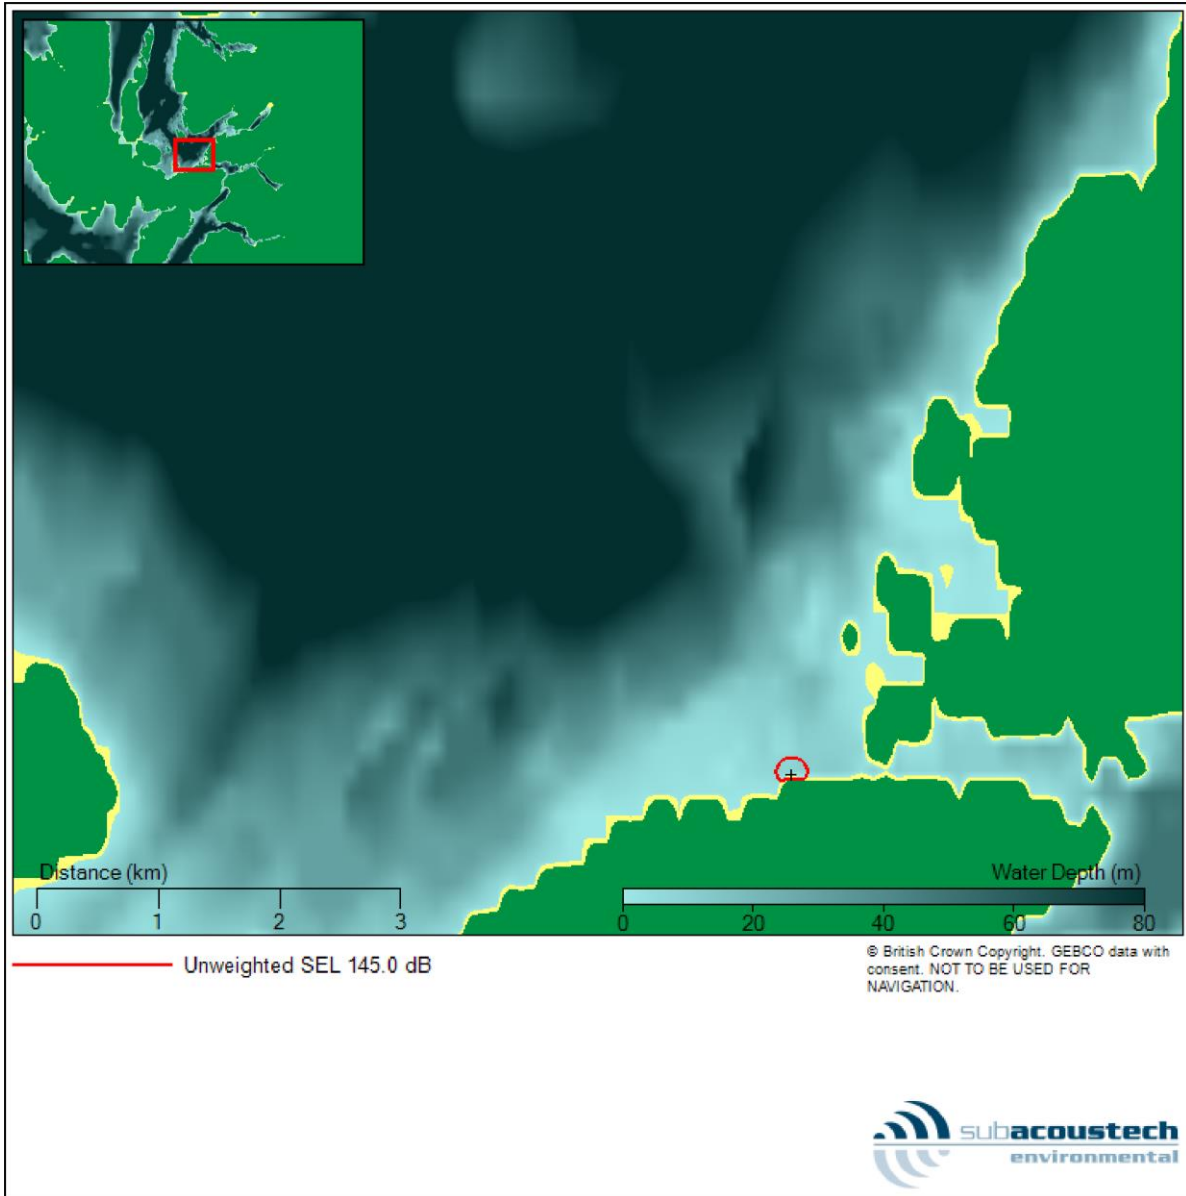 Distance (km)
0 1 2 3
Water Depth (m)
0 20 40 60 80
Unweighted SEL 145.0 dB
© British Crown Copyright. GEBCO data with
consent. NOT TO BE USED FOR
NAVIGATION.
subacoustech
environmental